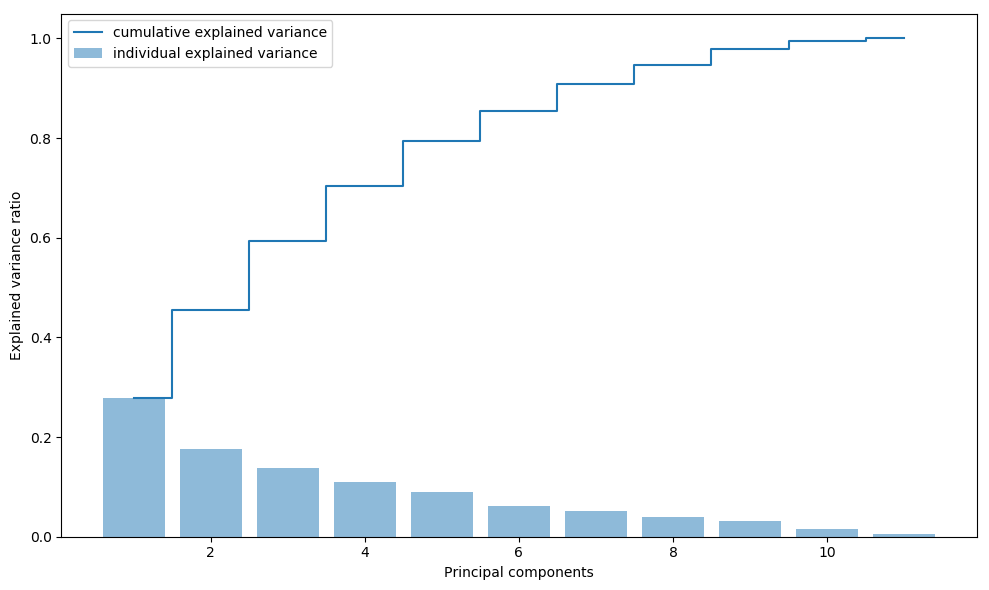 cumulative explained variance
individual explained variance
1.0
0.8
0.6
0.4
0.2
0.0
Explained variance ratio
2 4 6 8 10
Principal components